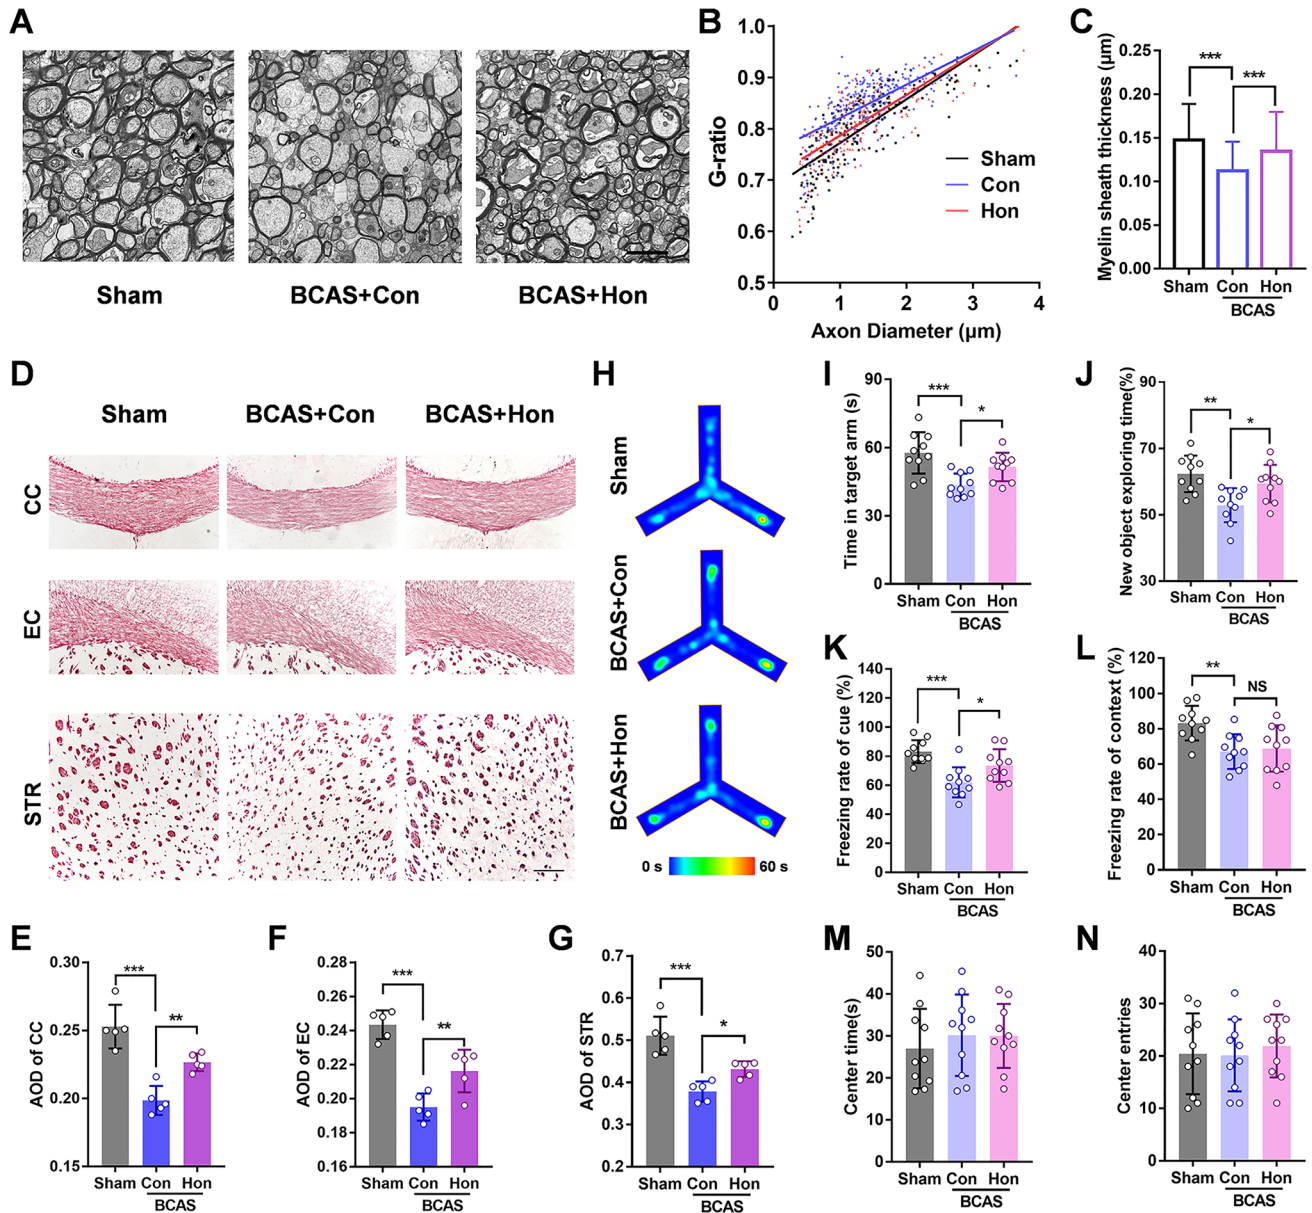 A
Sham
BCAS+Con
BCAS+Hon
B
G-ratio
1.0
0.9
0.8
0.7
0.6
0.5
0
1
2
3
4
Axon Diameter (µm)
Sham
Con
Hon
C
Myelin sheath thickness (µm)
0.25
0.20
0.15
0.10
0.05
0.00
***
***
Sham
Con
Hon
BCAS
D
Sham
BCAS+Con
BCAS+Hon
CC
EC
STR
H
Sham
BCAS+Con
BCAS+Hon
0 s
60 s
I
Time in target arm (s)
90
60
30
0
***
*
Sham
Con
Hon
BCAS
J
New object exploring time(%)
90
70
50
30
**
*
Sham
Con
Hon
BCAS
K
Freezing rate of cue (%)
140
120
100
80
60
40
20
0
***
*
Sham
Con
Hon
BCAS
L
Freezing rate of context (%)
120
100
80
60
40
20
0
**
NS
Sham
Con
Hon
BCAS
E
AOD of CC
0.30
0.25
0.20
0.15
***
**
Sham
Con
Hon
BCAS
F
AOD of EC
0.28
0.26
0.24
0.22
0.20
0.18
0.16
***
**
Sham
Con
Hon
BCAS
G
AOD of STR
0.7
0.6
0.5
0.4
0.3
0.2
***
*
Sham
Con
Hon
BCAS
M
Center time(s)
50
40
30
20
10
0
Sham
Con
Hon
BCAS
N
Center entries
40
30
20
10
0
Sham
Con
Hon
BCAS